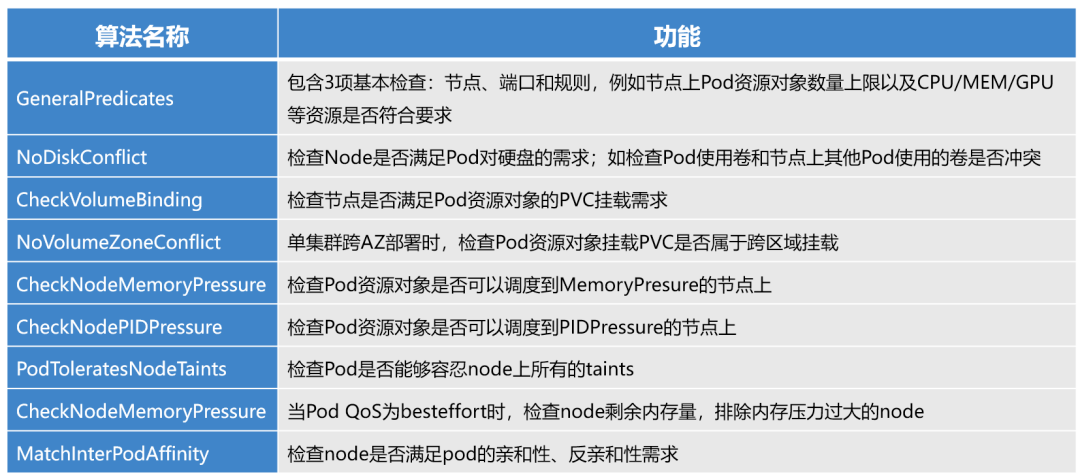 算法名称 功能
GeneralPredicates 包含3项基本检查：节点、端口和规则，例如节点上Pod资源对象数量上限以及CPU/MEM/GPU
等资源是否符合要求
NoDiskConflict 检查Node是否满足Pod对硬盘的需求；如检查Pod使用卷和节点上其他Pod使用的卷是否冲突
CheckVolumeBinding 检查节点是否满足Pod资源对象的PVC挂载需求
NoVolumeZoneConflict 单集群跨AZ部署时，检查Pod资源对象挂载PVC是否属于跨区域挂载
CheckNodeMemoryPressure 检查Pod资源对象是否可以调度到MemoryPresure的节点上
CheckNodePIDPressure 检查Pod资源对象是否可以调度到PIDPressure的节点上
PodToleratesNodeTaints 检查Pod是否能够容忍node上所有的taints
CheckNodeMemoryPressure 当Pod QoS为besteffort时，检查node剩余内存量，排除内存压力过大的node
MatchInterPodAffinity 检查node是否满足pod的亲和性、反亲和性需求